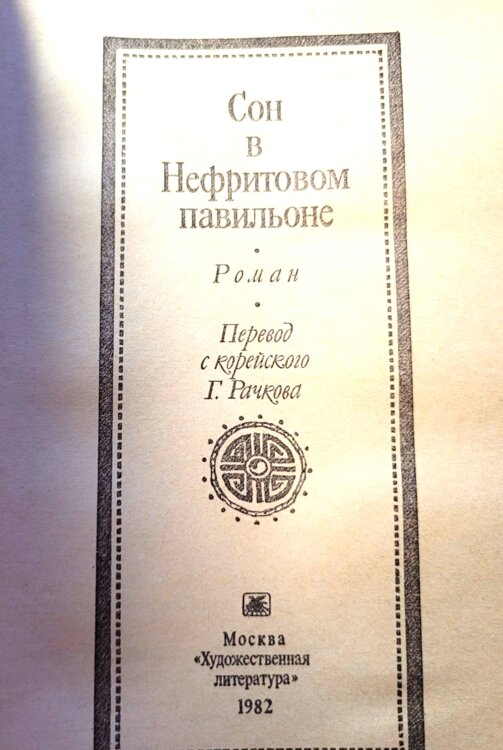 Сон
в
Нефритовом
павильоне
Роман
Перевод
с корейского
Г. Рачкова
Москва
«Художественная
литература»
1982